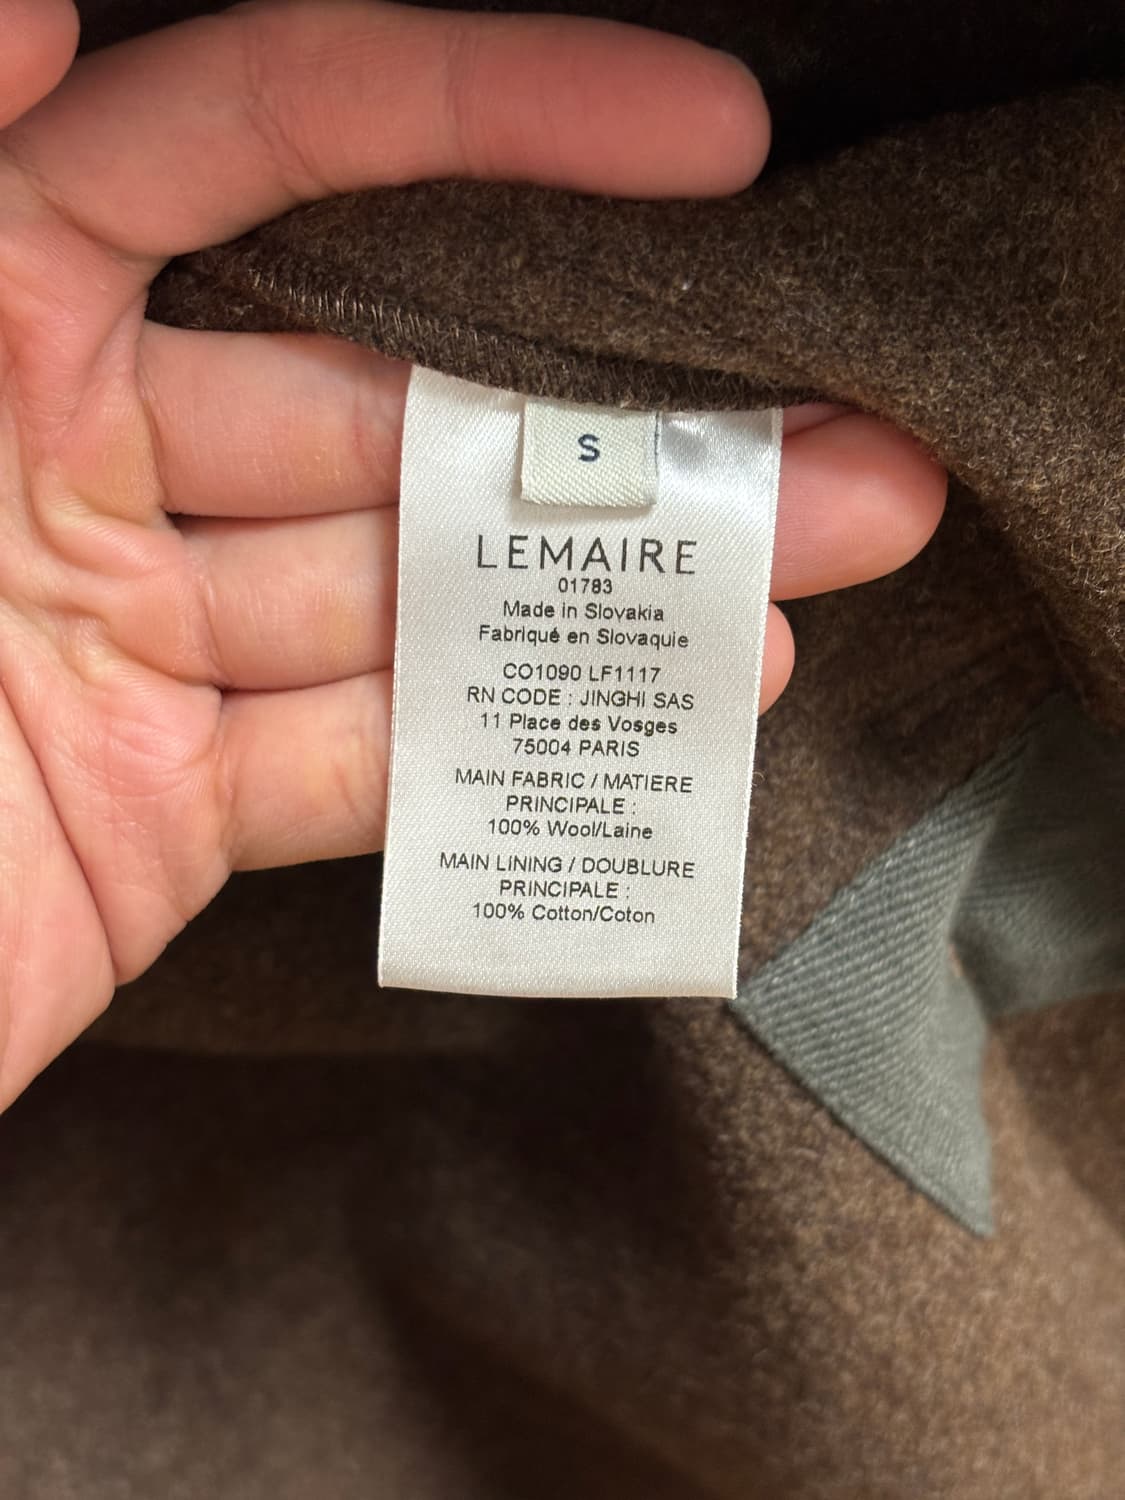 S
LEMAIRE
01783
Made in Slovakia
Fabriqué en Slovaquie
CO1090 LF1117
RN CODE : JINGHI SAS
11 Place des Vosges
75004 PARIS
MAIN FABRIC / MATIERE
PRINCIPALE :
100% Wool/Laine
MAIN LINING / DOUBLURE
PRINCIPALE :
100% Cotton/Coton